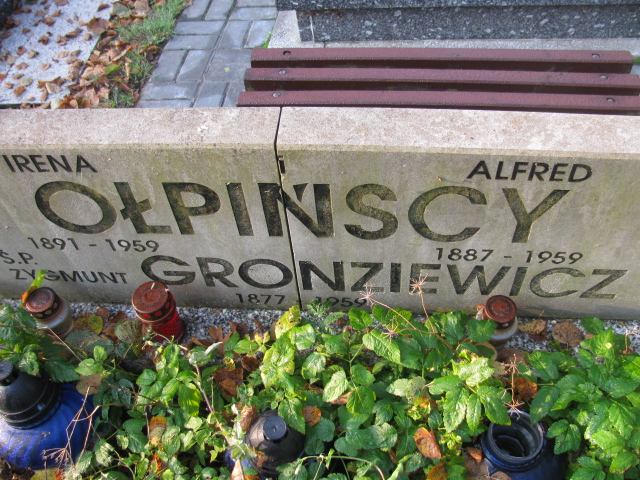 IRENA ALFRED
OŁPIŃSCY
1891 - 1959 1887 - 1959
Ś.P.
ZYGMUNT GRONZIEWICZ
1877 1959